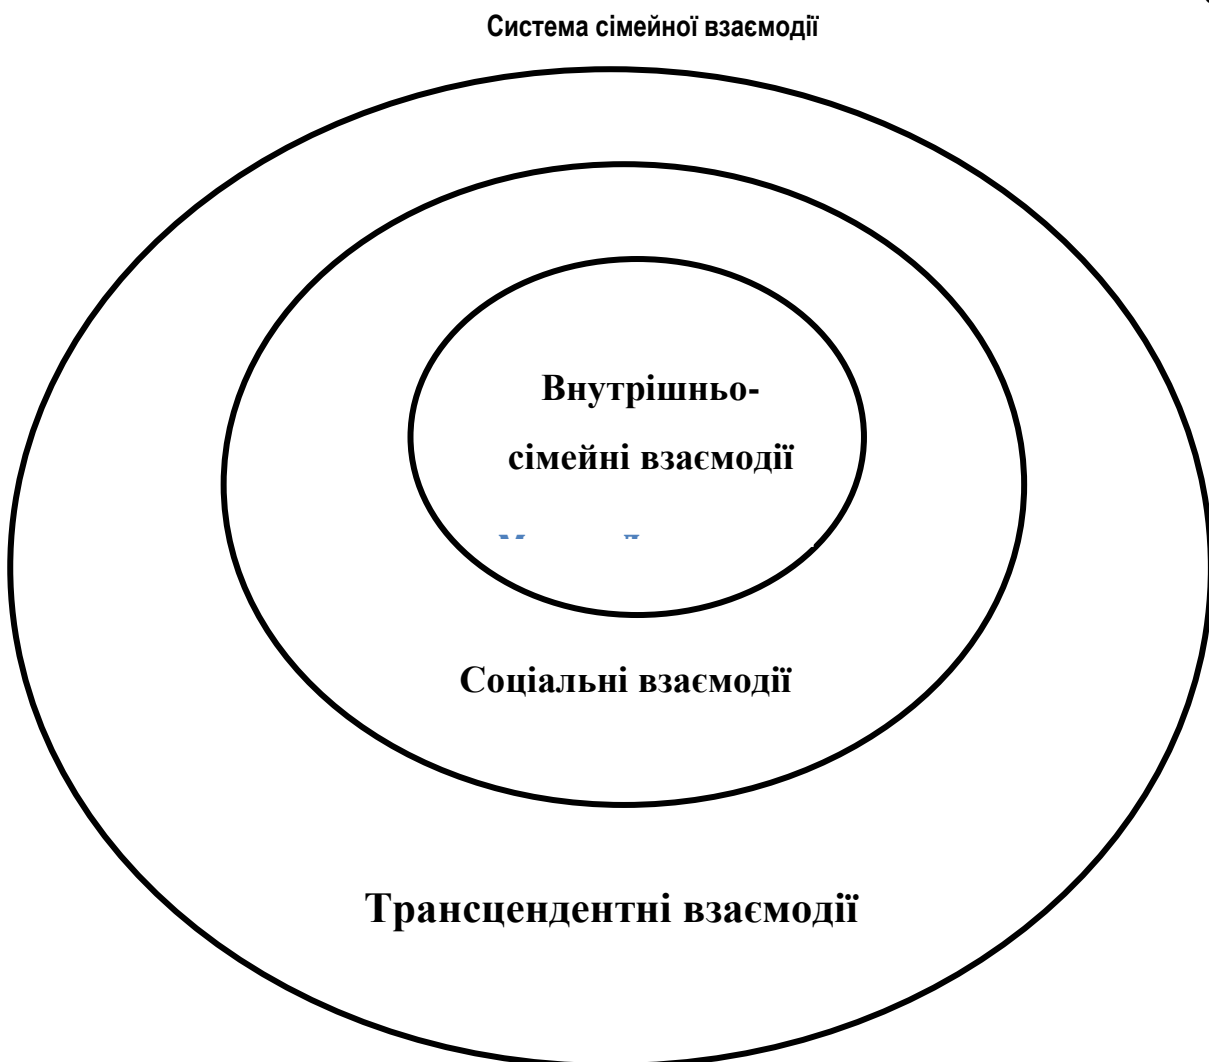 Система сімейної взаємодії
Внутрішньо-
сімейні взаємодії
Соціальні взаємодії
Трансцендентні взаємодії